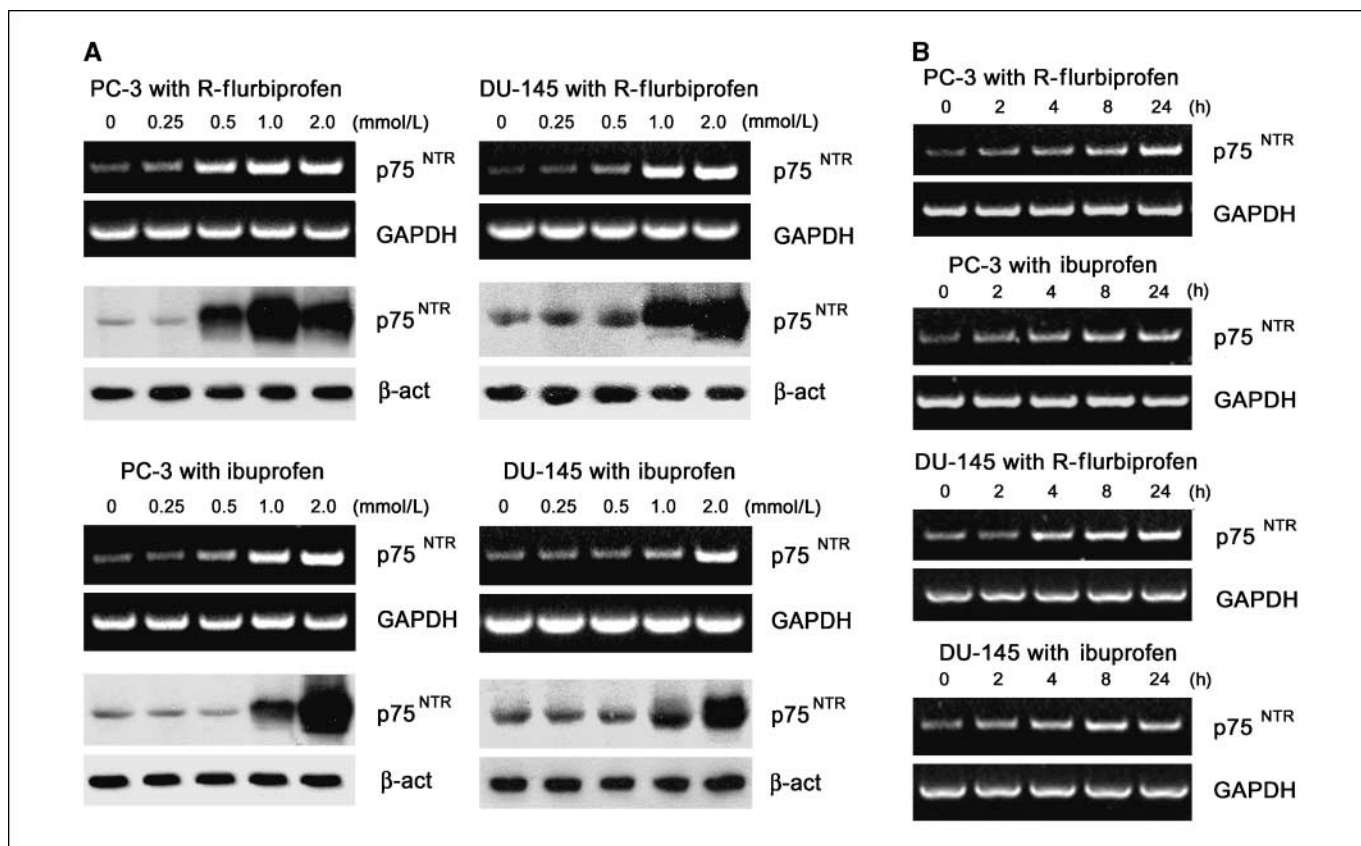 A
PC-3 with R-flurbiprofen
0 0.25 0.5 1.0 2.0 (mmol/L)
p75 NTR
GAPDH
p75 NTR
β-act
DU-145 with R-flurbiprofen
0 0.25 0.5 1.0 2.0 (mmol/L)
p75 NTR
GAPDH
p75 NTR
β-act
PC-3 with ibuprofen
0 0.25 0.5 1.0 2.0 (mmol/L)
p75 NTR
GAPDH
p75 NTR
β-act
DU-145 with ibuprofen
0 0.25 0.5 1.0 2.0 (mmol/L)
p75 NTR
GAPDH
p75 NTR
β-act
B
PC-3 with R-flurbiprofen
0 2 4 8 24 (h)
p75 NTR
GAPDH
PC-3 with ibuprofen
0 2 4 8 24 (h)
p75 NTR
GAPDH
DU-145 with R-flurbiprofen
0 2 4 8 24 (h)
p75 NTR
GAPDH
DU-145 with ibuprofen
0 2 4 8 24 (h)
p75 NTR
GAPDH